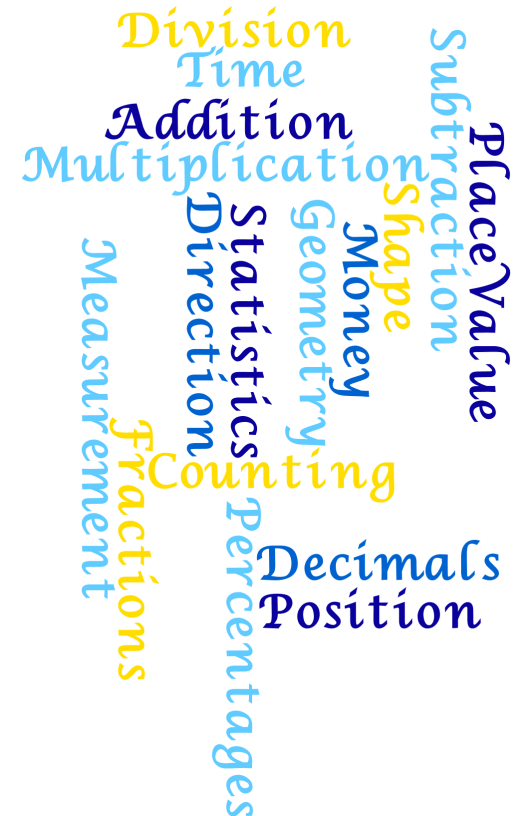 Division
Time
Addition
Multiplication
Subtraction
PlaceValue
Shape
Money
Geometry
Statistics
Direction
Measurement
Fractions
Counting
Percentages
Decimals
Position